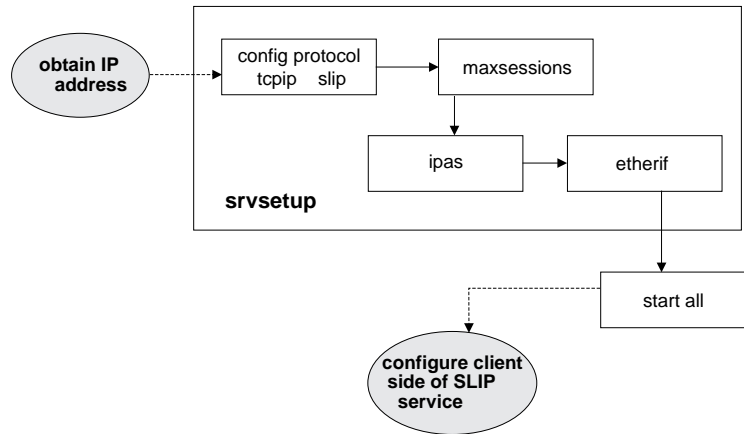 obtain IP
address
config protocol
tcpip slip
maxsessions
ipas
etherif
srvsetup
start all
configure client
side of SLIP
service